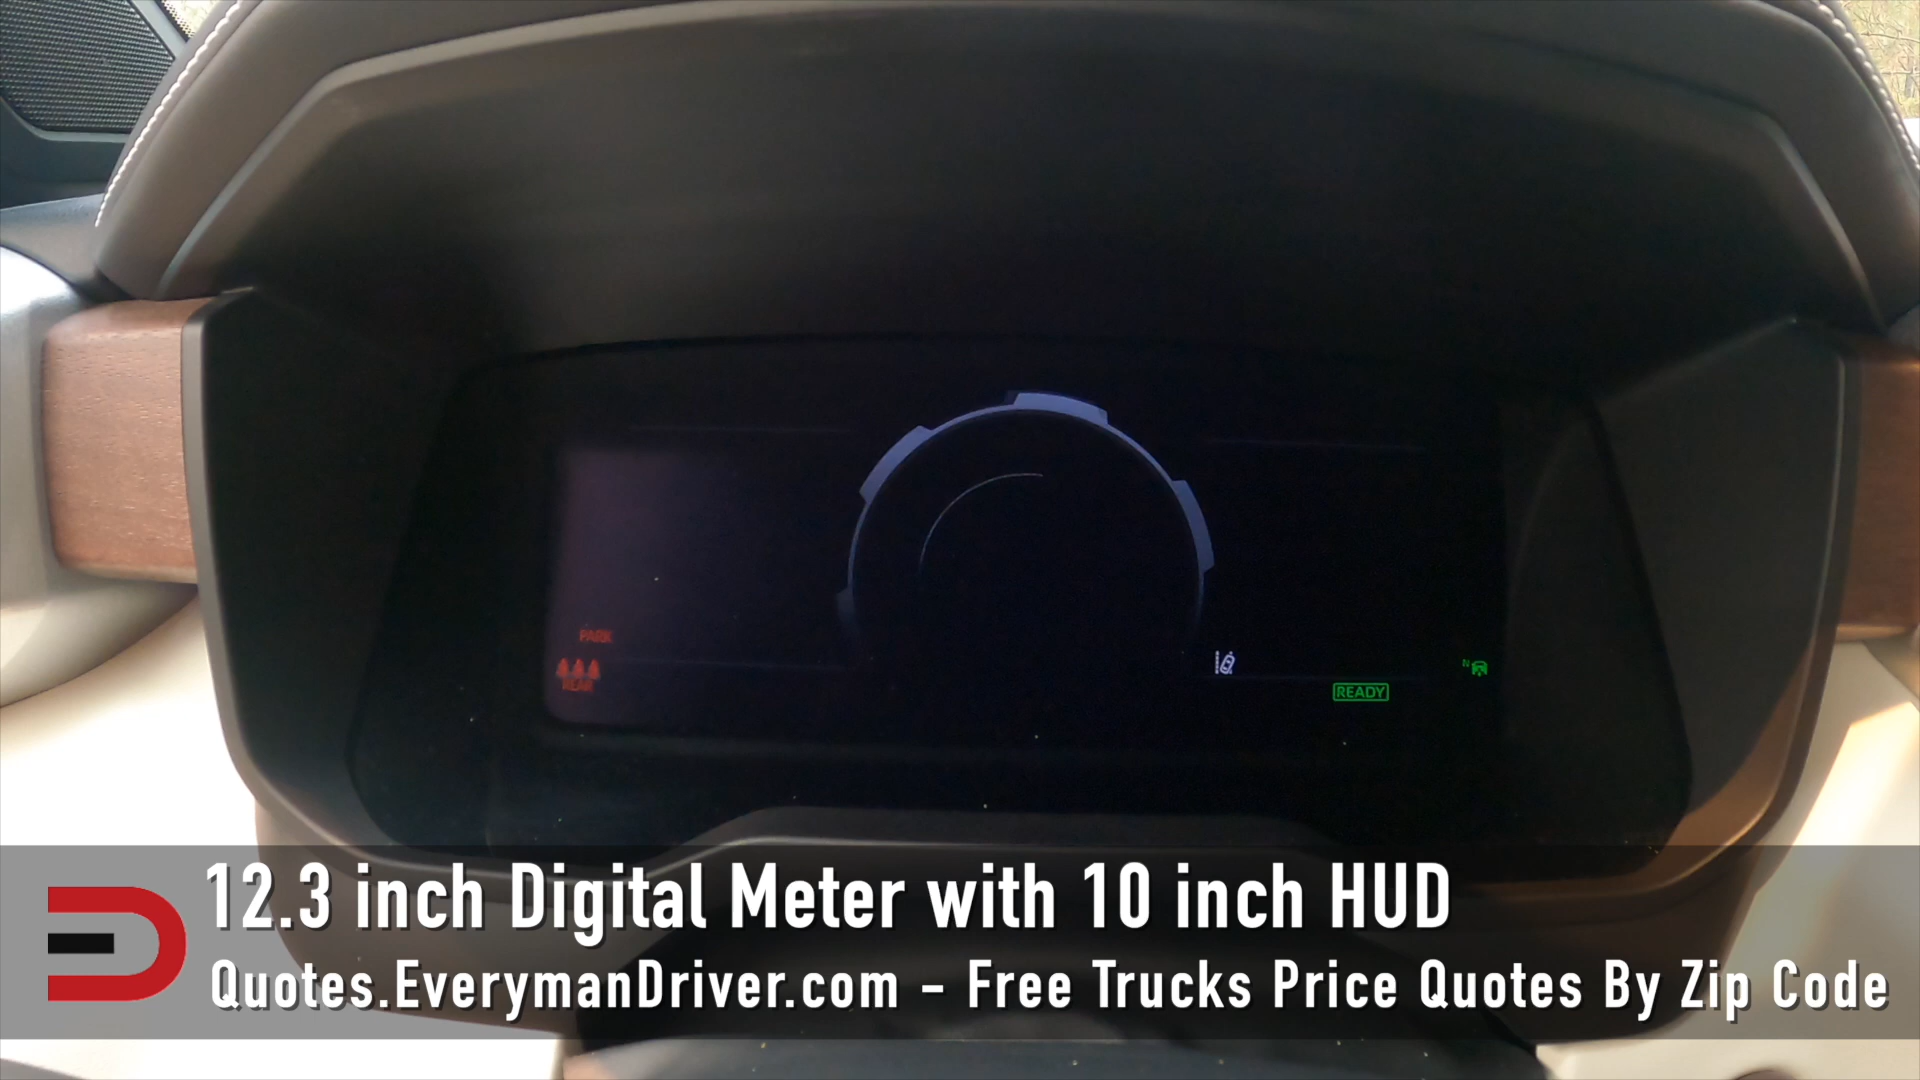 PARK
REAR
READY
12.3 inch Digital Meter with 10 inch HUD
Quotes.EverymanDriver.com - Free Trucks Price Quotes By Zip Code